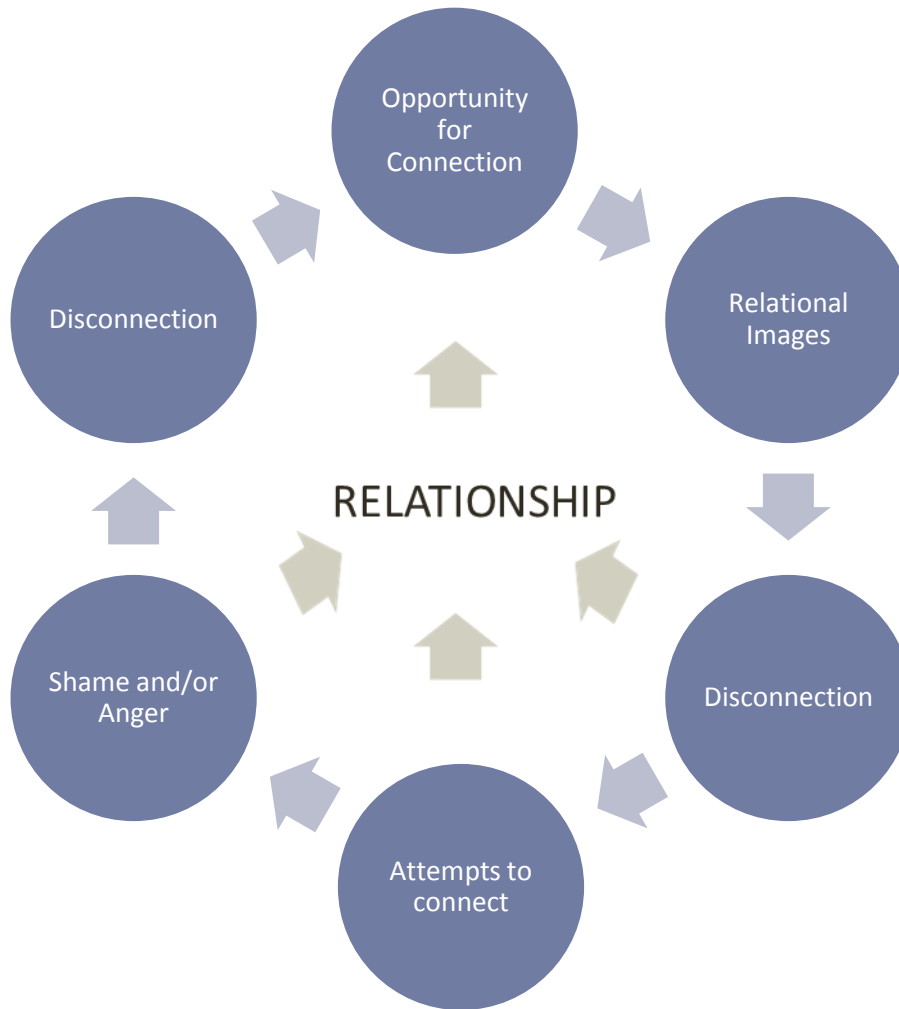 Opportunity
for
Connection
Relational
Images
Disconnection
Attempts to
connect
Shame and/or
Anger
Disconnection
RELATIONSHIP